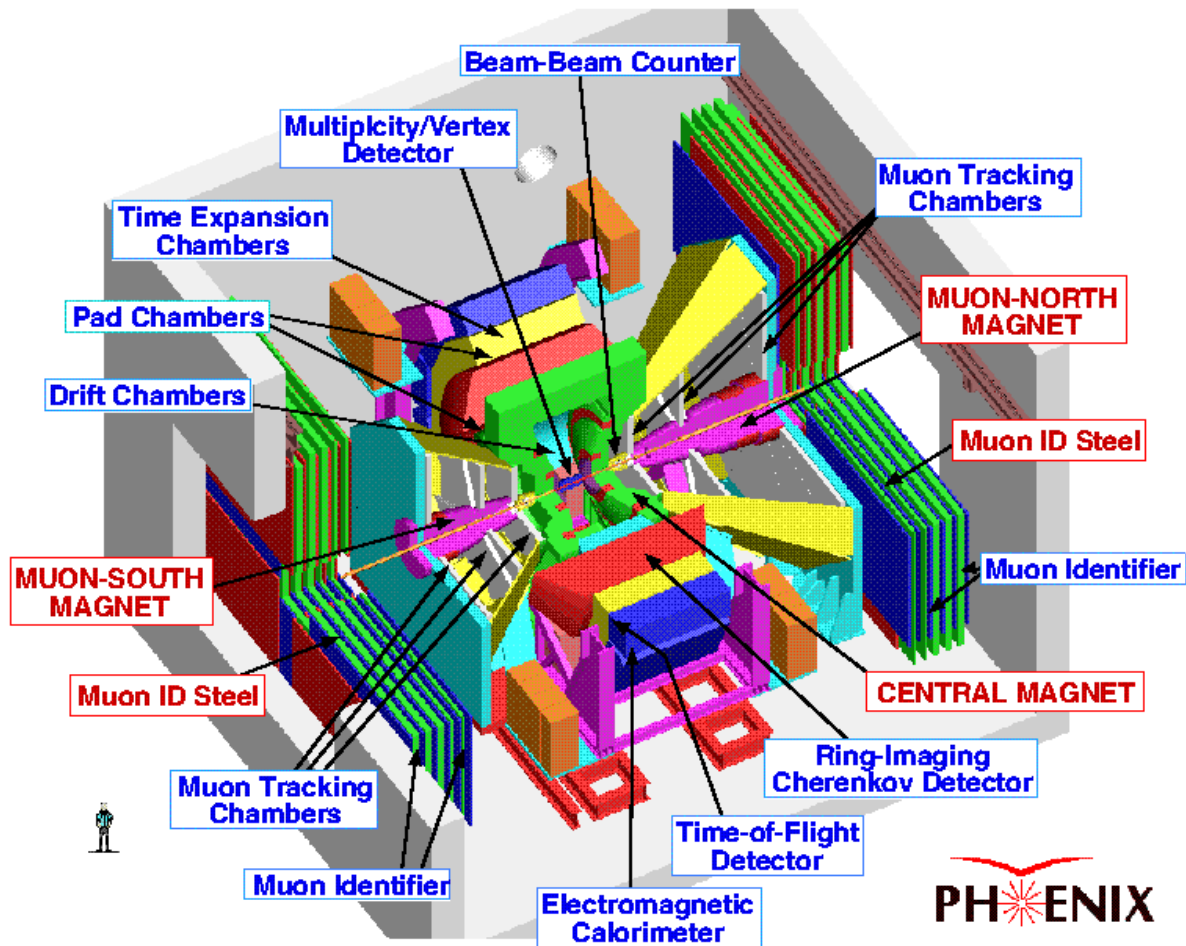 Beam-Beam Counter
Multiplcity/Vertex
Detector
Muon Tracking
Chambers
Time Expansion
Chambers
MUON-NORTH
MAGNET
Pad Chambers
Drift Chambers
Muon ID Steel
MUON-SOUTH
MAGNET
Muon Identifier
Muon ID Steel
CENTRAL MAGNET
Ring-Imaging
Cherenkov Detector
Muon Tracking
Chambers
Time-of-Flight
Detector
Muon Identifier
Electromagnetic
Calorimeter
PHENIX